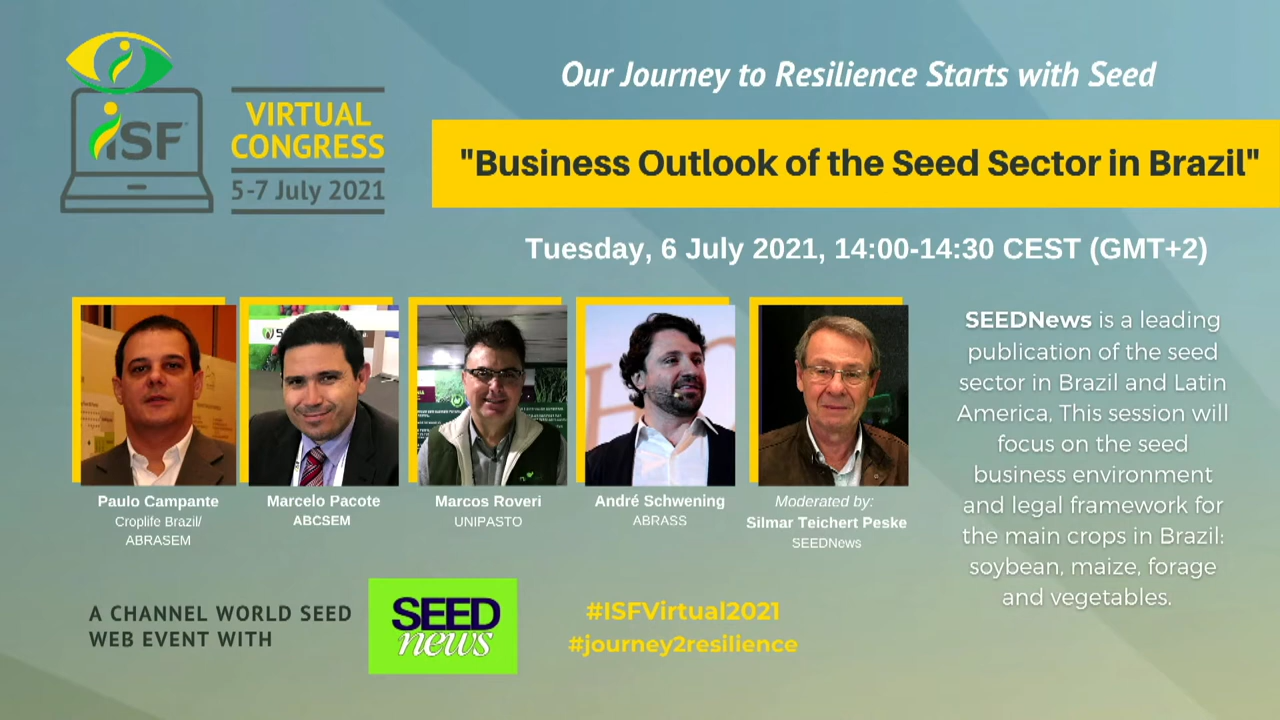 iSF
VIRTUAL
CONGRESS
5-7 July 2021
Our Journey to Resilience Starts with Seed
"Business Outlook of the Seed Sector in Brazil"
Tuesday, 6 July 2021, 14:00-14:30 CEST (GMT+2)
Paulo Campante
Croplife Brazil/
ABRASEM
Marcelo Pacote
ABCSEM
Marcos Roveri
UNIPASTO
André Schwening
ABRASS
Moderated by:
Silmar Teichert Peske
SEEDNews
SEEDNews is a leading
publication of the seed
sector in Brazil and Latin
America, This session will
focus on the seed
business environment
and legal framework for
the main crops in Brazil:
soybean, maize, forage
and vegetables.
A CHANNEL WORLD SEED
WEB EVENT WITH
SEED
news
#ISFVirtual2021
#journey2resilience